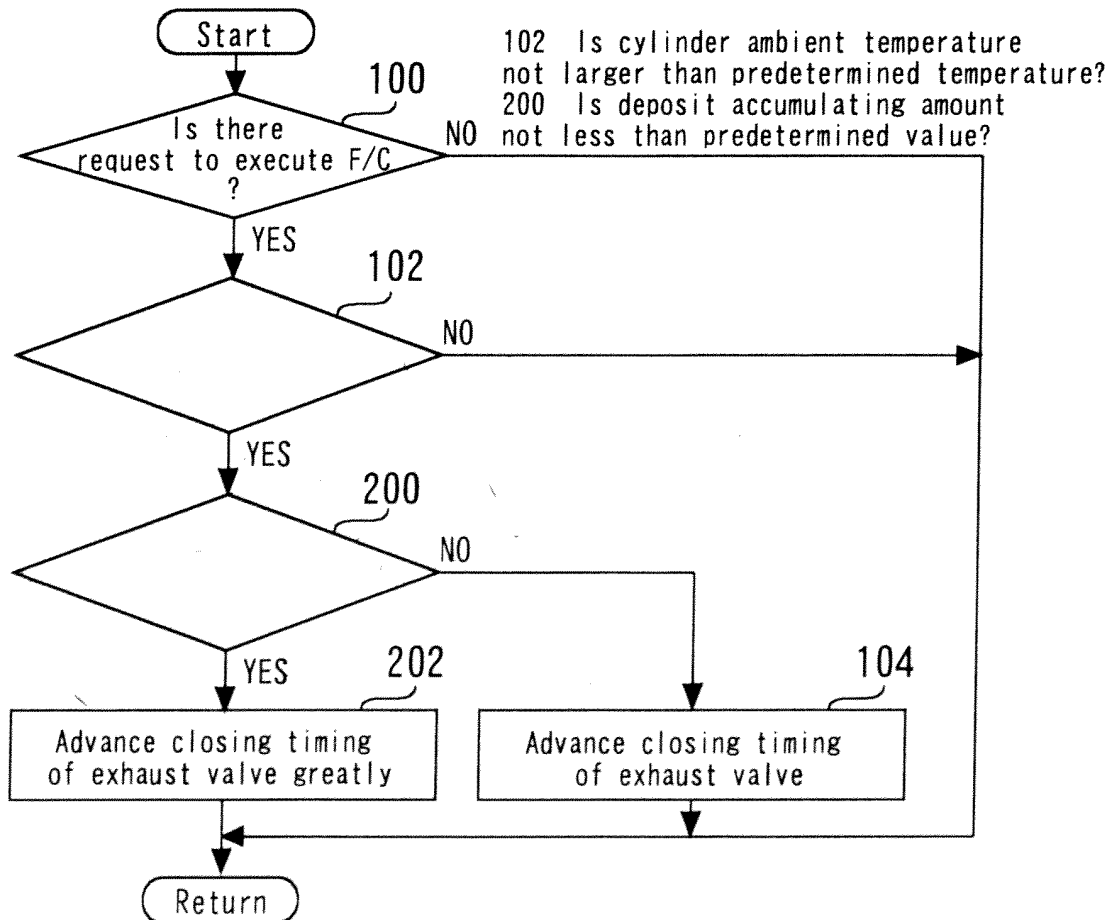 Start
102 Is cylinder ambient temperature
not larger than predetermined temperature?
200 Is deposit accumulating amount
not less than predetermined value?
100
Is there
request to execute F/C
?
NO
YES
102
NO
YES
200
NO
YES
202
104
Advance closing timing
of exhaust valve greatly
Advance closing timing
of exhaust valve
Return